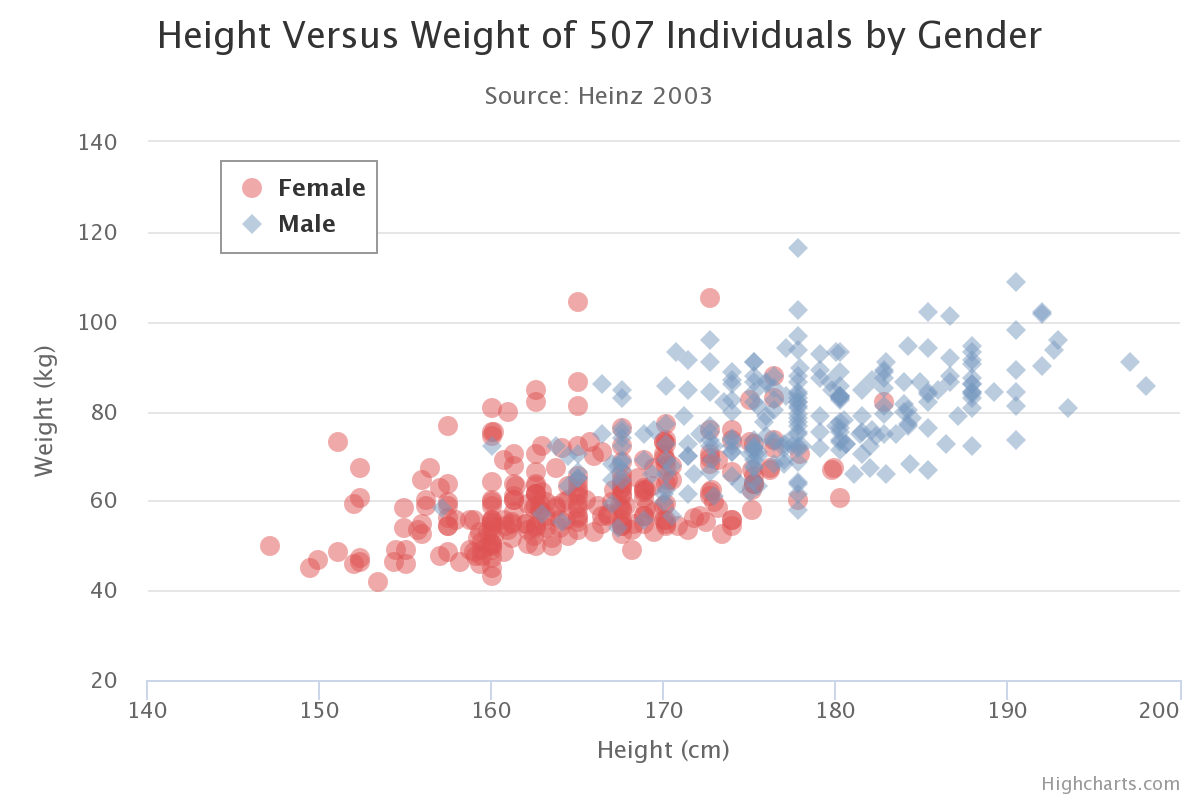 Height Versus Weight of 507 Individuals by Gender
Source: Heinz 2003
140
120
100
80
60
40
20
Weight (kg)
Female
Male
140 150 160 170 180 190 200
Height (cm)
Highcharts.com